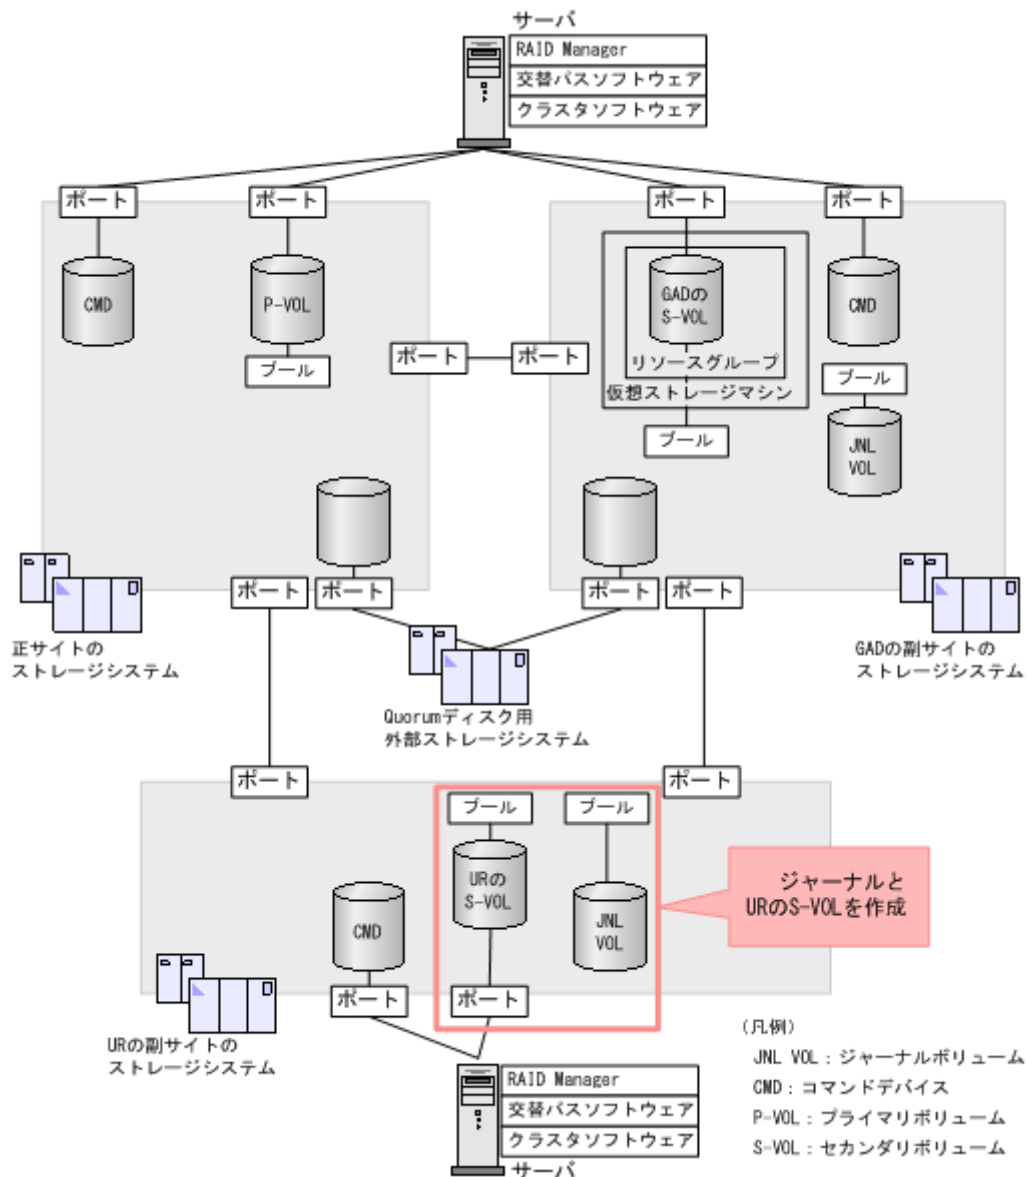 サーバ
RAID Manager
交替パスソフトウェア
クラスタソフトウェア
ポート
ポート
ポート
ポート
CMD
P-VOL
GADの
S-VOL
CMD
プール
ポート
ポート
リソースグループ
仮想ストレージマシン
プール
プール
JNL
VOL
ポート
ポート
ポート
ポート
正サイトの
ストレージシステム
Quorumディスク用
外部ストレージシステム
GADの副サイトの
ストレージシステム
ポート
ポート
プール
プール
URの
S-VOL
CMD
JNL
VOL
ジャーナルと
URのS-VOLを作成
ポート
ポート
URの副サイトの
ストレージシステム
RAID Manager
交替パスソフトウェア
クラスタソフトウェア
サーバ
(凡例)
JNL VOL：ジャーナルボリューム
CMD：コマンドデバイス
P-VOL：プライマリボリューム
S-VOL：セカンダリボリューム